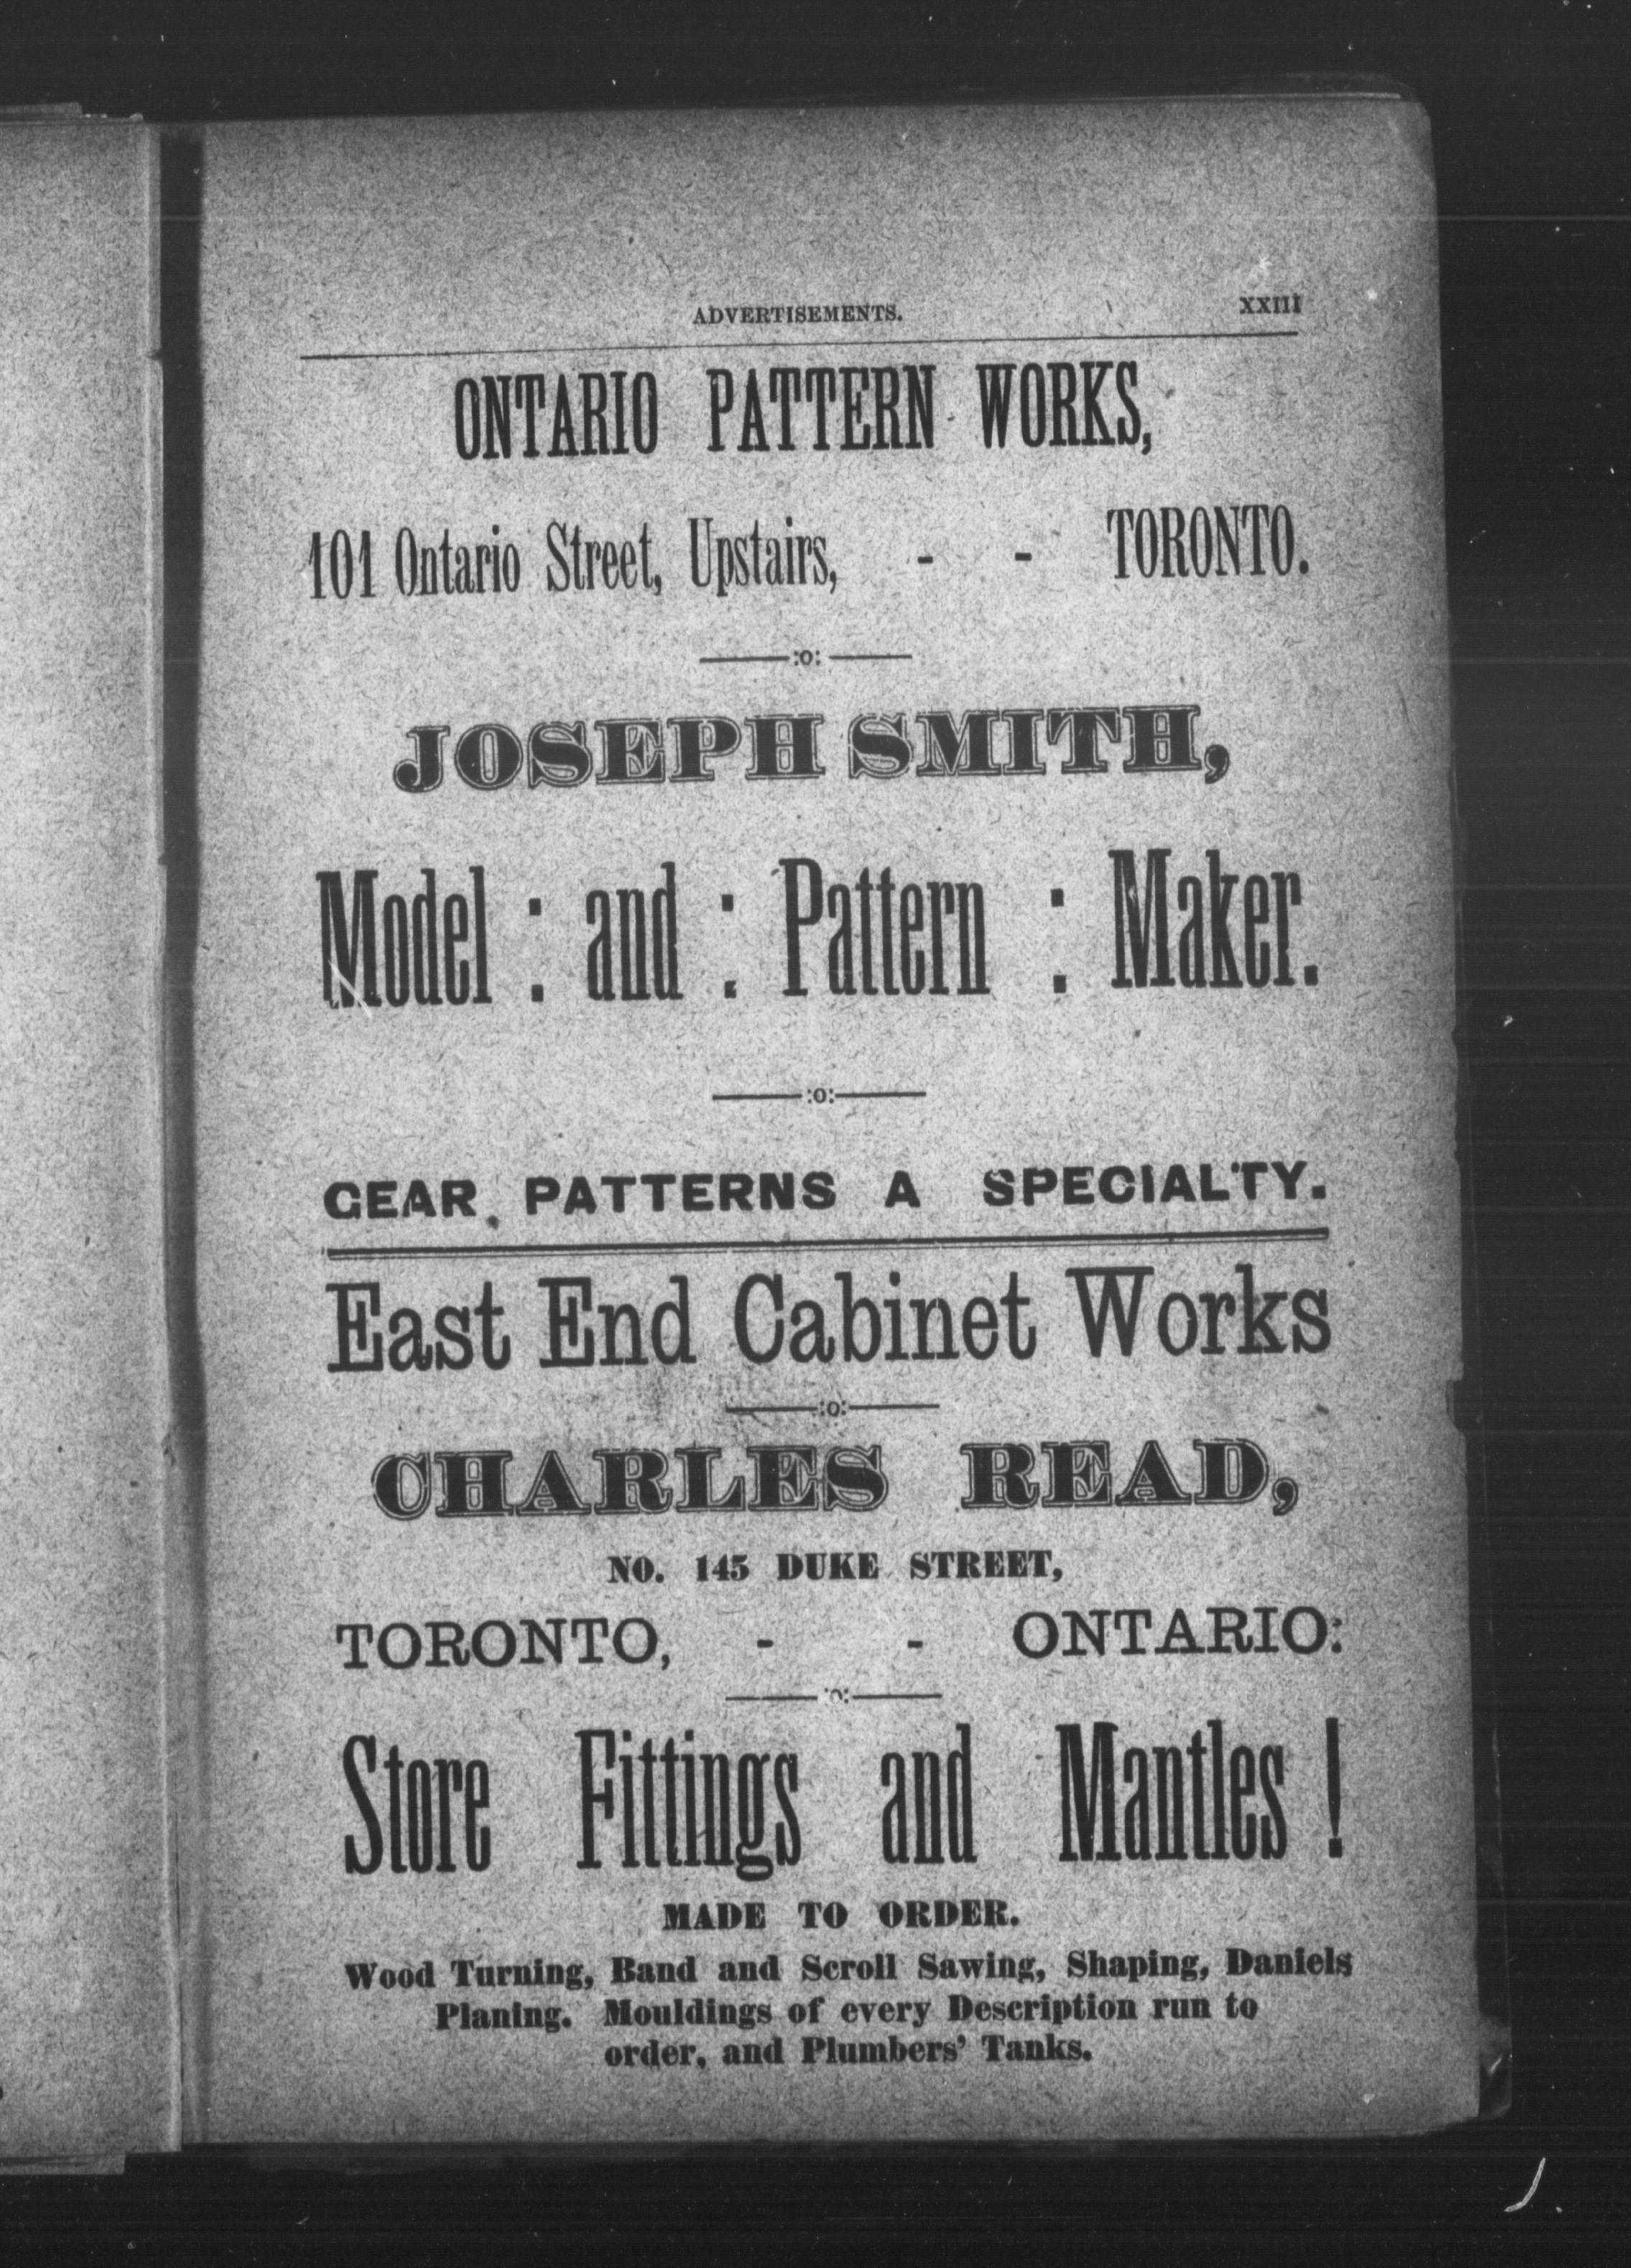 ADVERTISEMENTS. XXIII
ONTARIO PATTERN WORKS,
101 Ontario Street, Upstairs, - - TORONTO.
:o:
JOSEPH SMITH,
Model : and : Pattern : Maker.
:o:
GEAR PATTERNS A SPECIALTY.
East End Cabinet Works
:o:
CHARLES READ,
NO. 145 DUKE STREET,
TORONTO, - - ONTARIO:
:o:
Store Fittings and Mantles !
MADE TO ORDER.
Wood Turning, Band and Scroll Sawing, Shaping, Daniels
Planing. Mouldings of every Description run to
order, and Plumbers' Tanks.